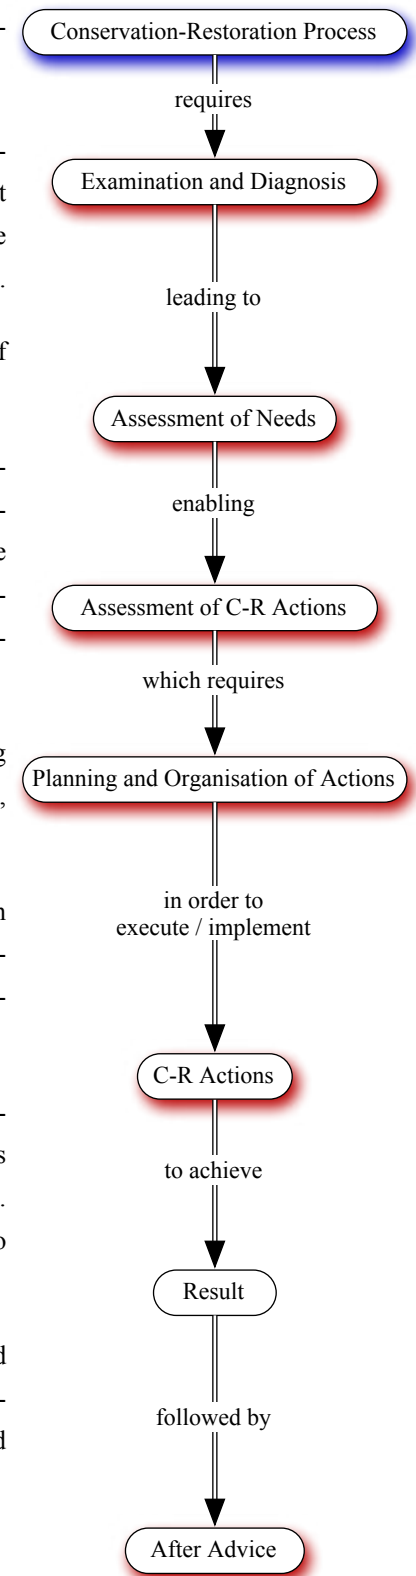 Conservation-Restoration Process
requires
Examination and Diagnosis
leading to
Assessment of Needs
enabling
Assessment of C-R Actions
which requires
Planning and Organisation of Actions
in order to
execute / implement
C-R Actions
to achieve
Result
followed by
After Advice